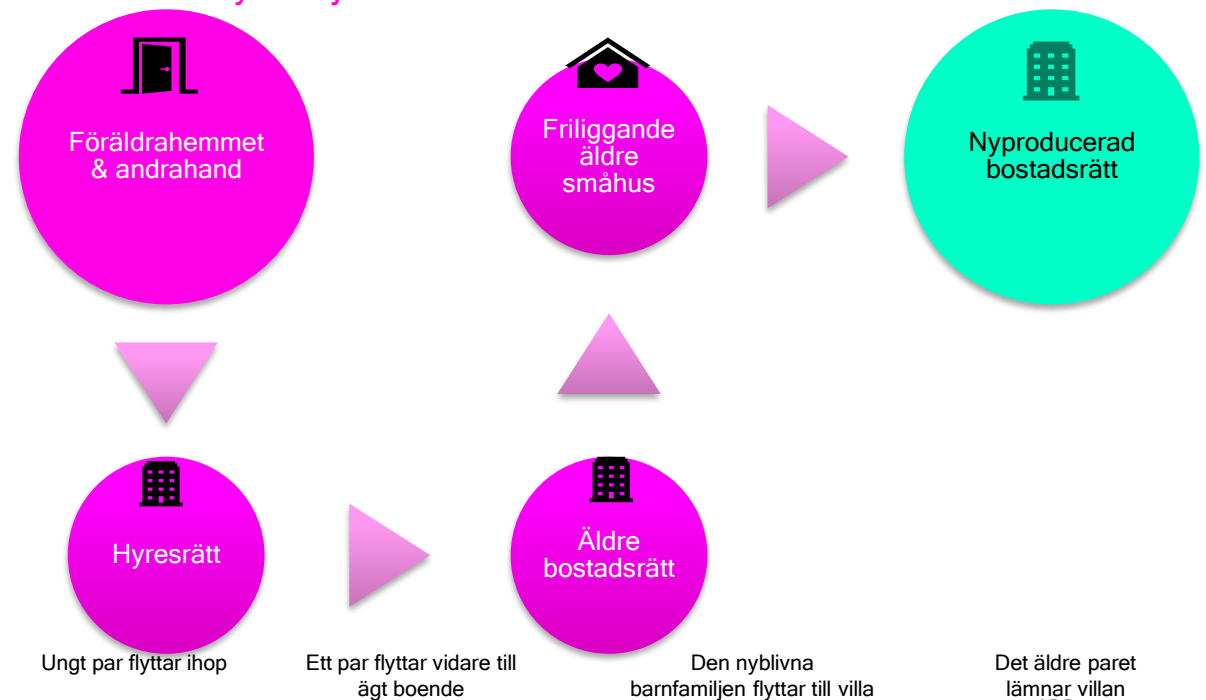 Föräldrahemmet
& andrahand
Friliggande
äldre
småhus
Nyproducerad
bostadsrätt
Hyresrätt
Äldre
bostadsrätt
Ungt par flyttar ihop
Ett par flyttar vidare till
ägt boende
Den nyblivna
barnfamiljen flyttar till villa
Det äldre paret
lämnar villan